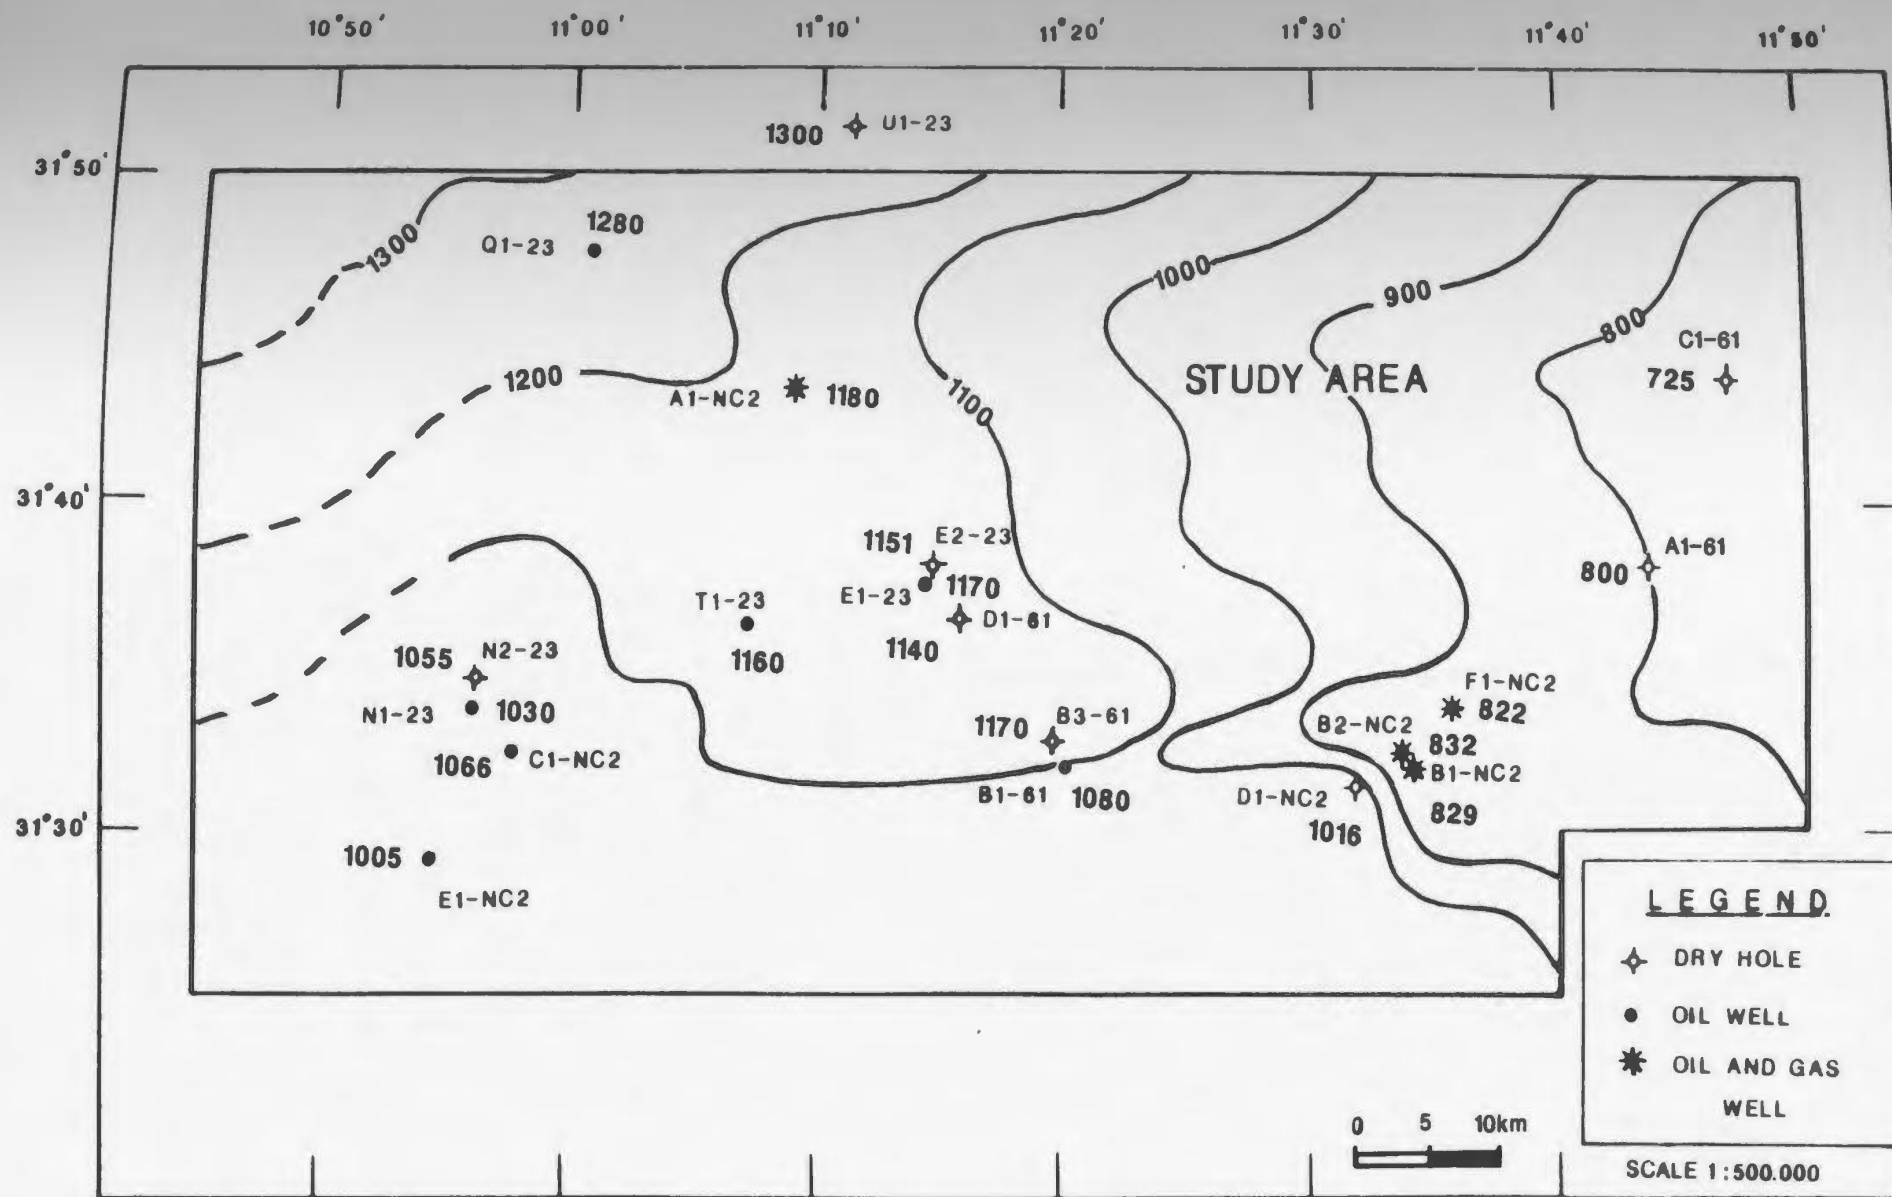 10°50' 11°00' 11°10' 11°20' 11°30' 11°40' 11°50'
1300 U1-23
31°50'
1280
Q1-23
1300
1000
900
800
C1-61
725
1200
STUDY AREA
A1-NC2 1180
1100
31°40'
1151 E2-23
A1-61
800
E1-23 1170
T1-23
D1-61
1140
1160
1055 N2-23
N1-23 1030
1066 C1-NC2
F1-NC2
822
1170 B3-61
B2-NC2
832
B1-NC2
B1-61 1080
D1-NC2
829
1016
31°30'
1005
E1-NC2
LEGEND
DRY HOLE
OIL WELL
OIL AND GAS
WELL
0 5 10km
SCALE 1:500.000